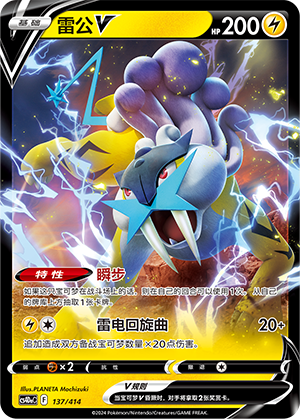 基础 雷公V HP 200
特性 瞬步
如果这只宝可梦在战斗场上的话，则在自己的回合可以使用1次。从自己
的牌库上方抽取1张卡牌。
雷电回旋曲 20+
追加造成双方备战宝可梦数量×20点伤害。
弱点 ×2 抵抗 撤退
Illus.PLANETA Mochizuki
F 137/414
V规则
当宝可梦V昏厥时，对手将拿取2张奖赏卡。
©2024 Pokémon/Nintendo/Creatures/GAME FREAK.